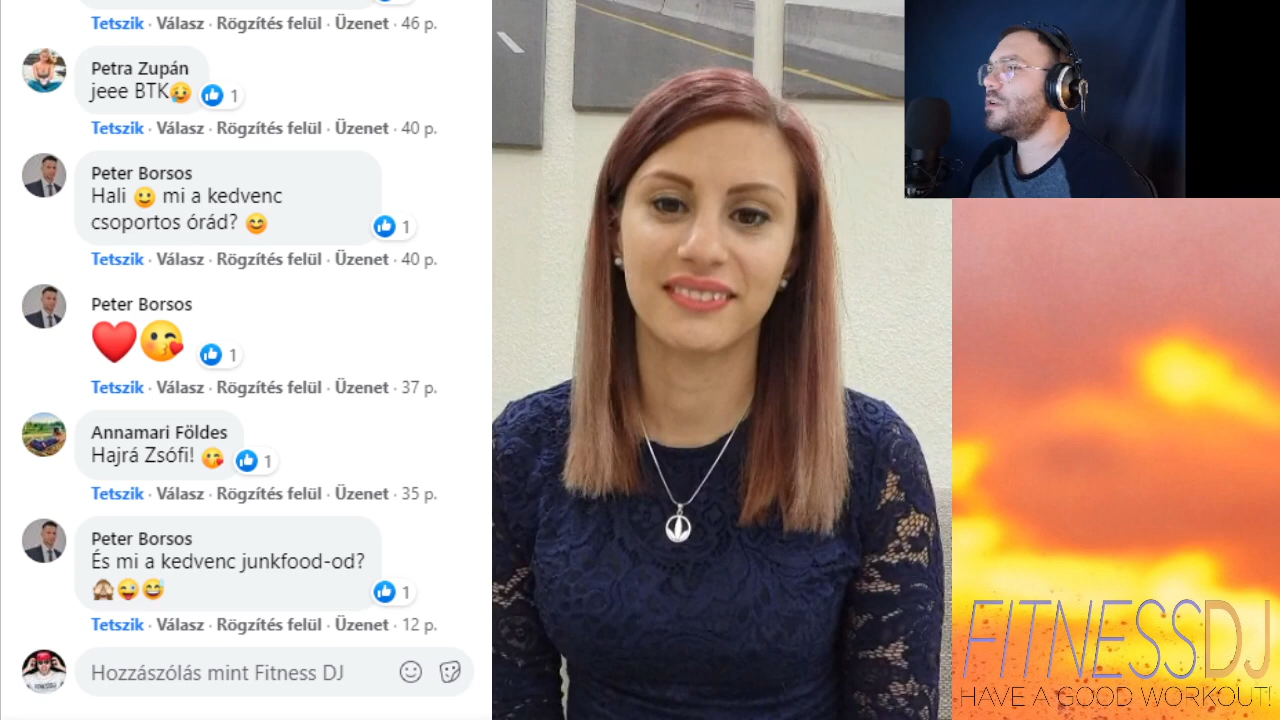 Tetszik · Válasz · Rögzítés felül · Üzenet · 46 p.
Petra Zupán
jeee BTK🥲 1
Tetszik · Válasz · Rögzítés felül · Üzenet · 40 p.
Peter Borsos
Hali 🙂 mi a kedvenc
csoportos órád? 😊 1
Tetszik · Válasz · Rögzítés felül · Üzenet · 40 p.
Peter Borsos
❤️😘 1
Tetszik · Válasz · Rögzítés felül · Üzenet · 37 p.
Annamari Földes
Hajrá Zsófi! 😘 1
Tetszik · Válasz · Rögzítés felül · Üzenet · 35 p.
Peter Borsos
És mi a kedvenc junkfood-od?
🙈😜😅 1
Tetszik · Válasz · Rögzítés felül · Üzenet · 12 p.
Hozzászólás mint Fitness DJ
FITNESSDJ
HAVE A GOOD WORKOUT!